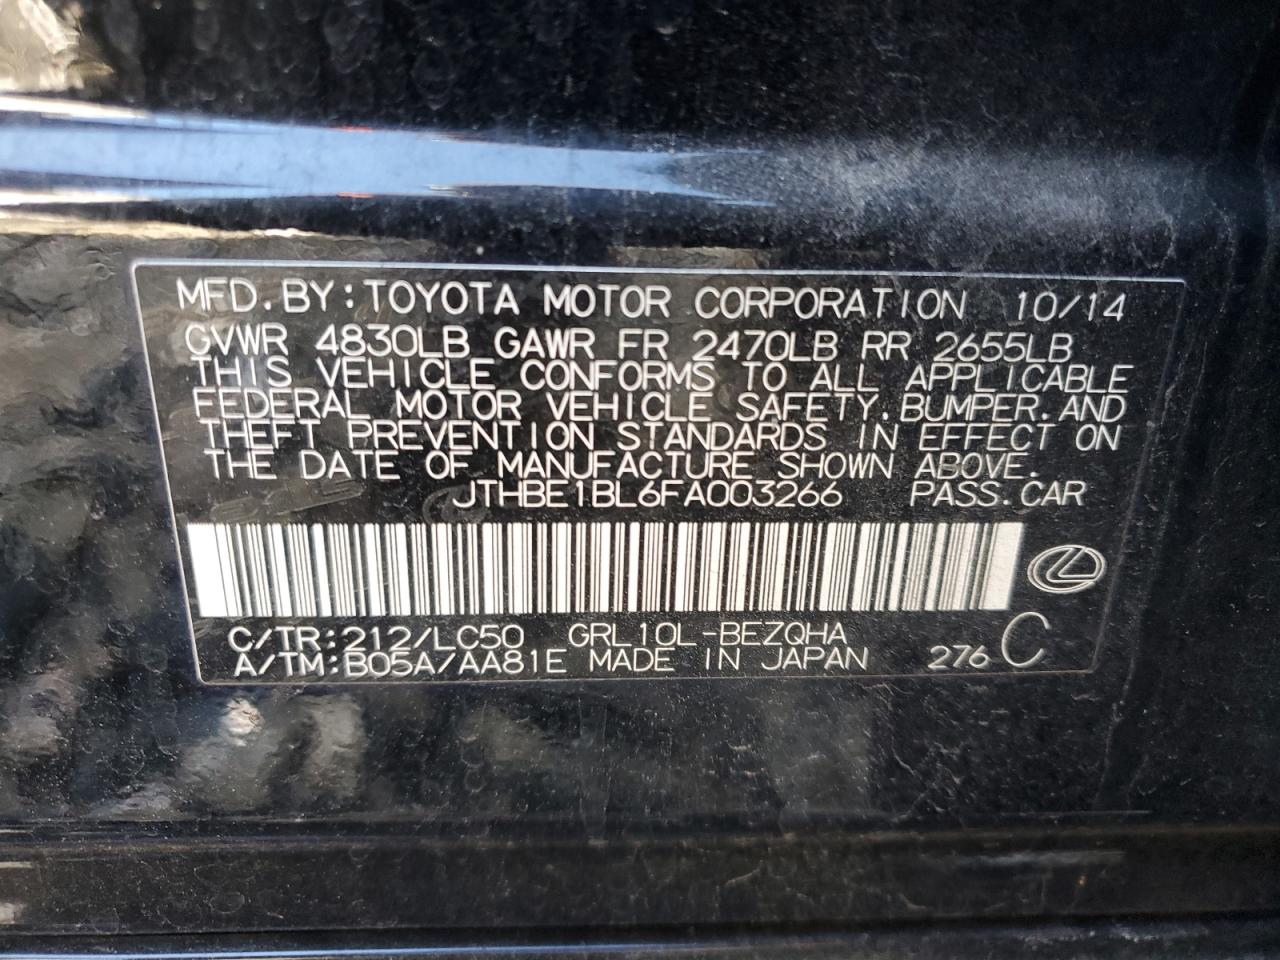 MFD.BY:TOYOTA MOTOR CORPORATION 10/14
GVWR 4830LB GAWR FR 2470LB RR 2655LB
THIS VEHICLE CONFORMS TO ALL APPLICABLE
FEDERAL MOTOR VEHICLE SAFETY,BUMPER,AND
THEFT PREVENTION STANDARDS IN EFFECT ON
THE DATE OF MANUFACTURE SHOWN ABOVE.
JTHBE1BL6FA003266 PASS.CAR
C/TR:212/LC50 GRL10L-BEZQHA
A/TM:B05A/AA81E MADE IN JAPAN 276 C